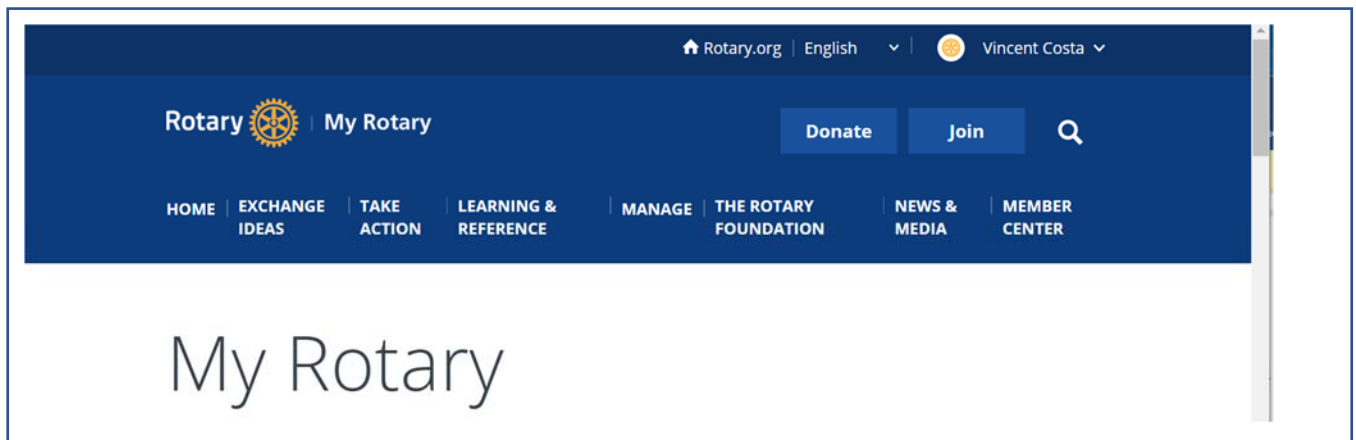 Rotary.org English Vincent Costa
Rotary My Rotary Donate Join
HOME EXCHANGE IDEAS TAKE ACTION LEARNING & REFERENCE MANAGE THE ROTARY FOUNDATION NEWS & MEDIA MEMBER CENTER
My Rotary